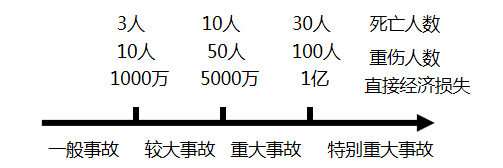 3人 10人 30人 死亡人数
10人 50人 100人 重伤人数
1000万 5000万 1亿 直接经济损失
一般事故 较大事故 重大事故 特别重大事故